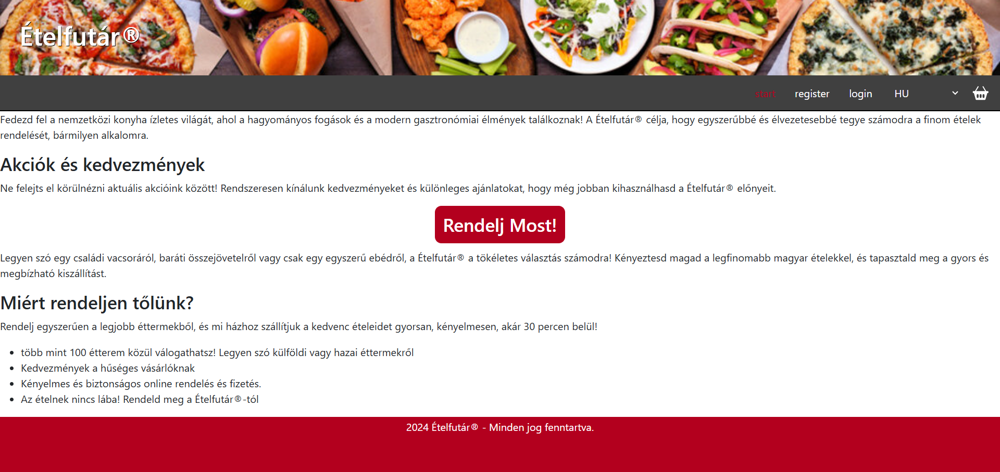 Ételfutár®
start register login HU
Fedezd fel a nemzetközi konyha ízletes világát, ahol a hagyományos fogások és a modern gasztronómiai élmények találkoznak! A Ételfutár® célja, hogy egyszerűbbé és élvezetesebbé tegye számodra a finom ételek
rendelését, bármilyen alkalomra.
Akciók és kedvezmények
Ne felejts el körülnézni aktuális akcióink között! Rendszeresen kínálunk kedvezményeket és különleges ajánlatokat, hogy még jobban kihasználhasd a Ételfutár® előnyeit.
Rendelj Most!
Legyen szó egy családi vacsoráról, baráti összejövetelről vagy csak egy egyszerű ebédről, a Ételfutár® a tökéletes választás számodra! Kényeztesd magad a legfinomabb magyar ételekkel, és tapasztald meg a gyors és
megbízható kiszállítást.
Miért rendeljen tőlünk?
Rendelj egyszerűen a legjobb éttermekből, és mi házhoz szállítjuk a kedvenc ételeidet gyorsan, kényelmesen, akár 30 percen belül!
• több mint 100 étterem közül válogathatsz! Legyen szó külföldi vagy hazai éttermekről
• Kedvezmények a hűséges vásárlóknak
• Kényelmes és biztonságos online rendelés és fizetés.
• Az ételnek nincs lába! Rendeld meg a Ételfutár®-tól
2024 Ételfutár® - Minden jog fenntartva.